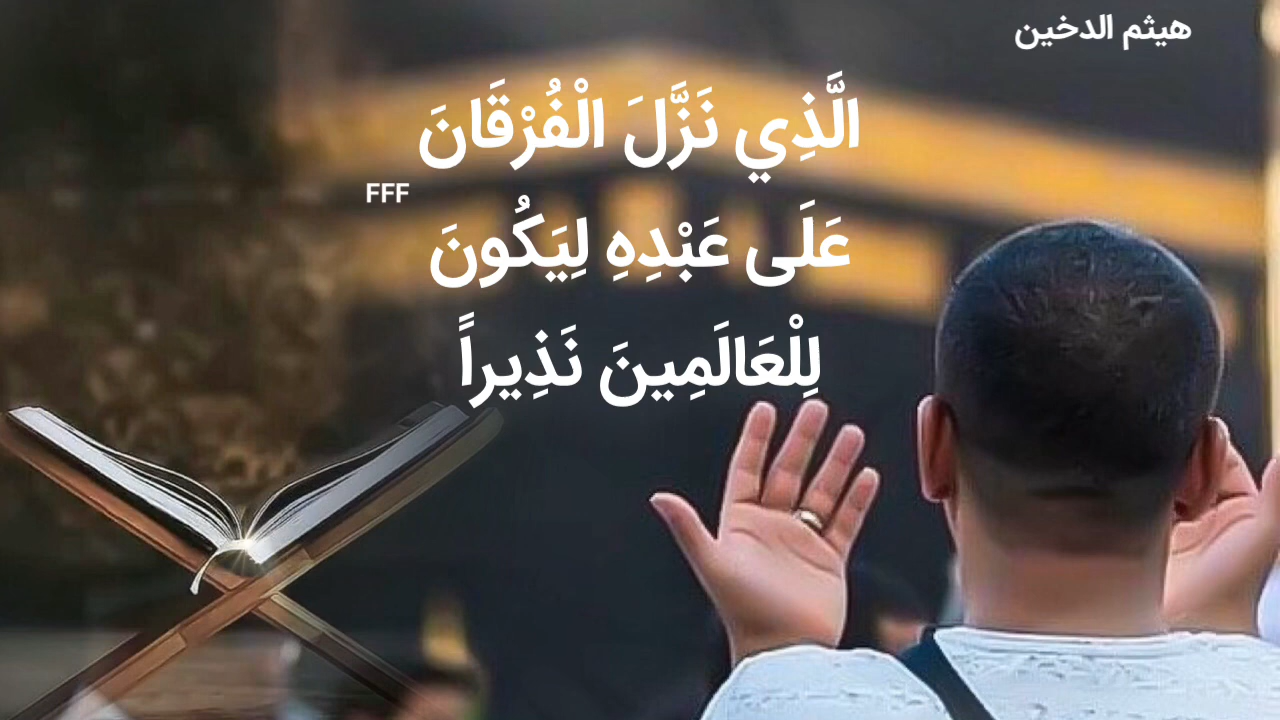 هيثم الدخين
الَّذِي نَزَّلَ الْفُرْقَانَ
FFF
عَلَى عَبْدِهِ لِيَكُونَ
لِلْعَالَمِينَ نَذِيراً